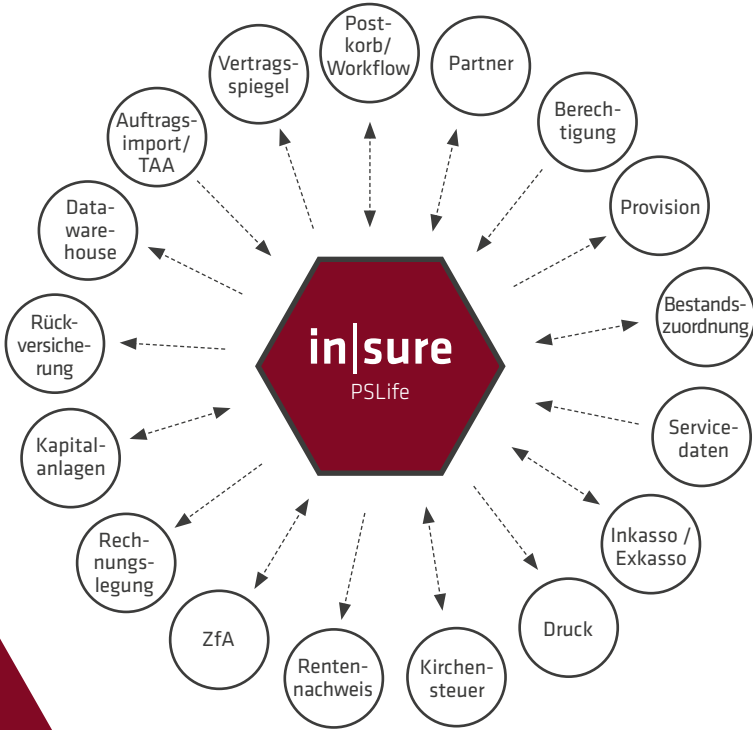 Post-
korb/
Workflow
Partner
Berech-
tigung
Provision
Bestands-
zuordnung
Service-
daten
Inkasso /
Exkasso
Druck
Kirchen-
steuer
Renten-
nachweis
ZfA
Rech-
nungs-
legung
Kapital-
anlagen
Rück-
versiche-
rung
Data-
ware-
house
Auftrags-
import/
TAA
Vertrags-
spiegel
in|sure
PSLife